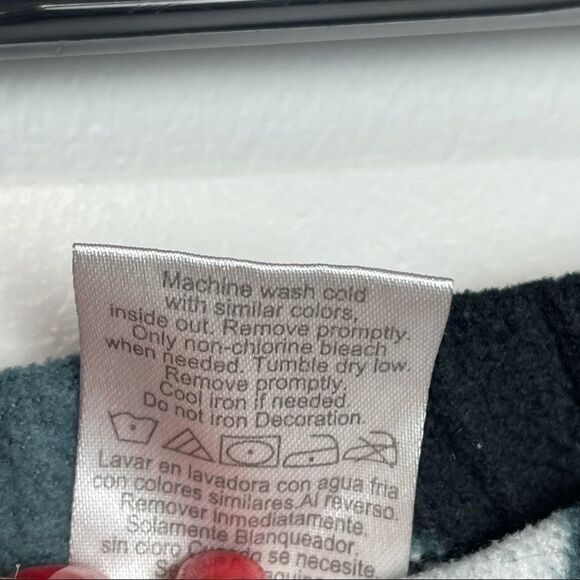 Machine wash cold
with similar colors,
inside out. Remove promptly.
Only non-chlorine bleach
when needed. Tumble dry low.
Remove promptly.
Cool iron if needed.
Do not iron Decoration.
Lavar en lavadora con agua fria
con colores similares.Al reverso.
Remover Inmediatamente.
Solamente Blanqueador,
sin cloro se necesite